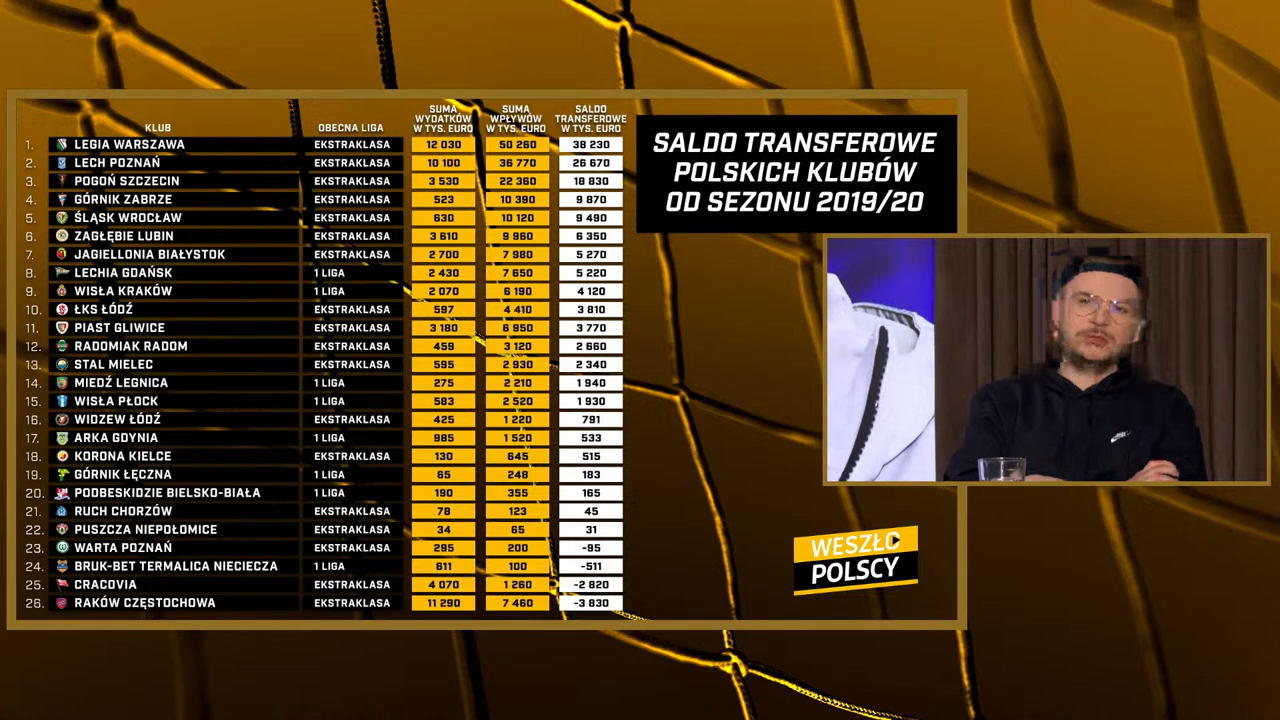 KLUB OBECNA LIGA SUMA WYDATKÓW W TYS. EURO SUMA WPŁYWÓW W TYS. EURO SALDO TRANSFEROWE W TYS. EURO
1. LEGIA WARSZAWA EKSTRAKLASA 12 030 50 260 38 230
2. LECH POZNAŃ EKSTRAKLASA 10 100 36 770 26 670
3. POGOŃ SZCZECIN EKSTRAKLASA 3 530 22 360 18 830
4. GÓRNIK ZABRZE EKSTRAKLASA 523 10 390 9 870
5. ŚLĄSK WROCŁAW EKSTRAKLASA 630 10 120 9 490
6. ZAGŁĘBIE LUBIN EKSTRAKLASA 3 610 9 960 6 350
7. JAGIELLONIA BIAŁYSTOK EKSTRAKLASA 2 700 7 980 5 270
8. LECHIA GDAŃSK 1 LIGA 2 430 7 650 5 220
9. WISŁA KRAKÓW 1 LIGA 2 070 6 190 4 120
10. ŁKS ŁÓDŹ EKSTRAKLASA 597 4 410 3 810
11. PIAST GLIWICE EKSTRAKLASA 3 180 6 950 3 770
12. RADOMIAK RADOM EKSTRAKLASA 459 3 120 2 660
13. STAL MIELEC EKSTRAKLASA 595 2 930 2 340
14. MIEDŹ LEGNICA 1 LIGA 275 2 210 1 940
15. WISŁA PŁOCK 1 LIGA 583 2 520 1 930
16. WIDZEW ŁÓDŹ EKSTRAKLASA 425 1 220 791
17. ARKA GDYNIA 1 LIGA 985 1 520 533
18. KORONA KIELCE EKSTRAKLASA 130 645 515
19. GÓRNIK ŁĘCZNA 1 LIGA 65 248 183
20. PODBESKIDZIE BIELSKO-BIAŁA 1 LIGA 190 355 165
21. RUCH CHORZÓW EKSTRAKLASA 78 123 45
22. PUSZCZA NIEPOŁOMICE EKSTRAKLASA 34 65 31
23. WARTA POZNAŃ EKSTRAKLASA 295 200 -95
24. BRUK-BET TERMALICA NIECIECZA 1 LIGA 611 100 -511
25. CRACOVIA EKSTRAKLASA 4 070 1 260 -2 820
26. RAKÓW CZĘSTOCHOWA EKSTRAKLASA 11 290 7 460 -3 830
SALDO TRANSFEROWE
POLSKICH KLUBÓW
OD SEZONU 2019/20
WESZŁO
POLSCY